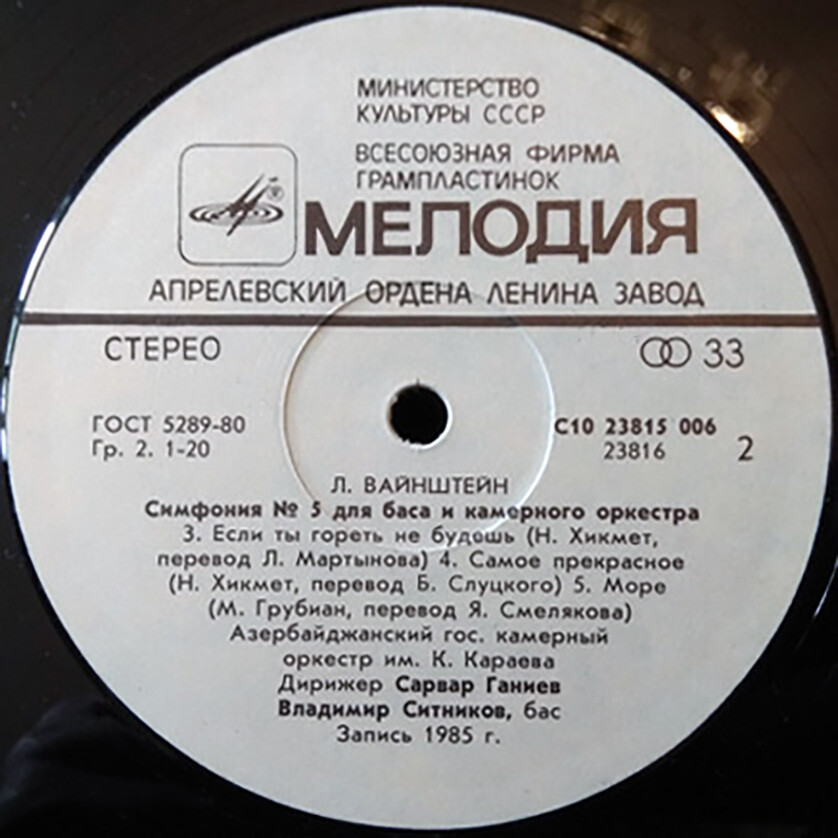 МИНИСТЕРСТВО
КУЛЬТУРЫ СССР
ВСЕСОЮЗНАЯ ФИРМА
ГРАМПЛАСТИНОК
МЕЛОДИЯ
АПРЕЛЕВСКИЙ ОРДЕНА ЛЕНИНА ЗАВОД
СТЕРЕО 33
ГОСТ 5289-80 С10 23815 006
Гр. 2. 1-20 23816 2
Л. ВАЙНШТЕЙН
Симфония № 5 для баса и камерного оркестра
3. Если ты гореть не будешь (Н. Хикмет,
перевод Л. Мартынова) 4. Самое прекрасное
(Н. Хикмет, перевод Б. Слуцкого) 5. Море
(М. Грубиан, перевод Я. Смелякова)
Азербайджанский гос. камерный
оркестр им. К. Караева
Дирижер Сарвар Ганиев
Владимир Ситников, бас
Запись 1985 г.